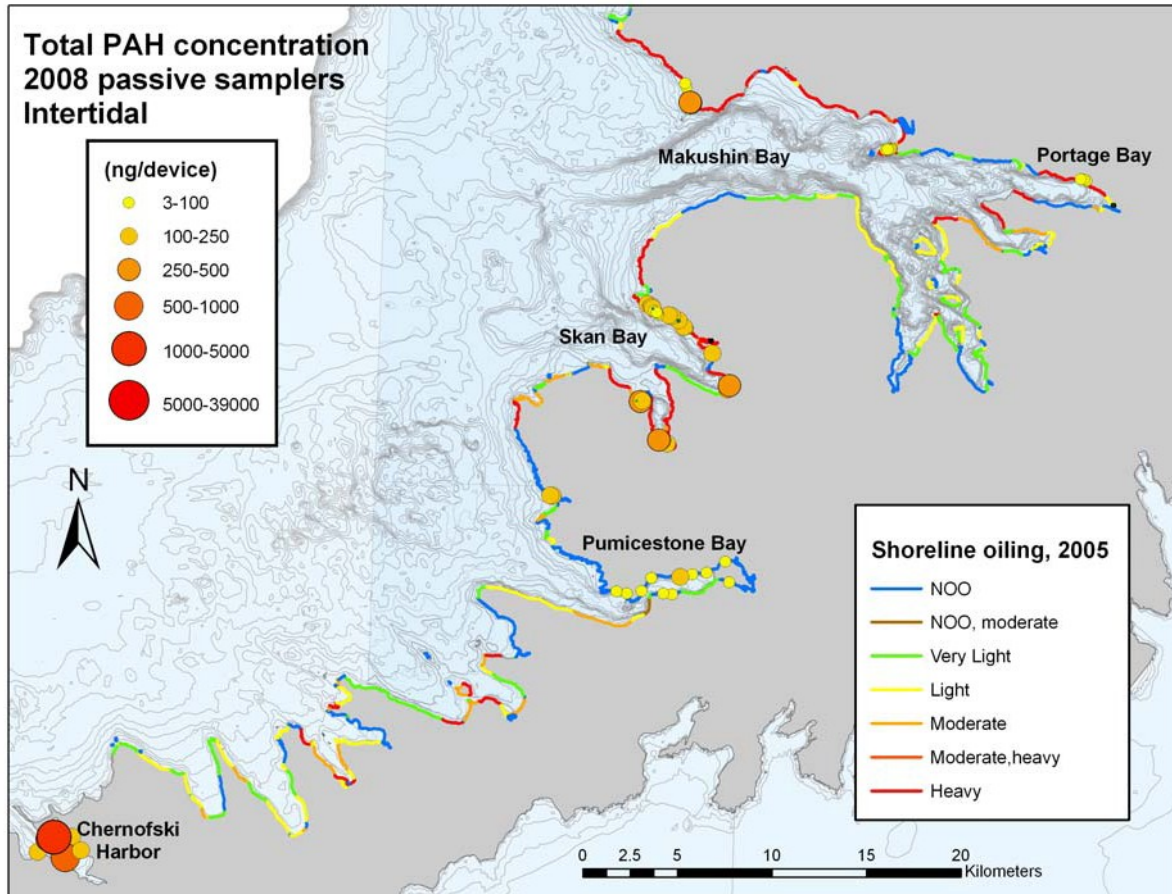 Total PAH concentration
2008 passive samplers
Intertidal
(ng/device)
3-100
100-250
250-500
500-1000
1000-5000
5000-39000
Makushin Bay
Portage Bay
Skan Bay
N
Pumicestone Bay
Shoreline oiling, 2005
NOO
NOO, moderate
Very Light
Light
Moderate
Moderate,heavy
Heavy
Chernofski
Harbor
0 2.5 5 10 15 20
Kilometers